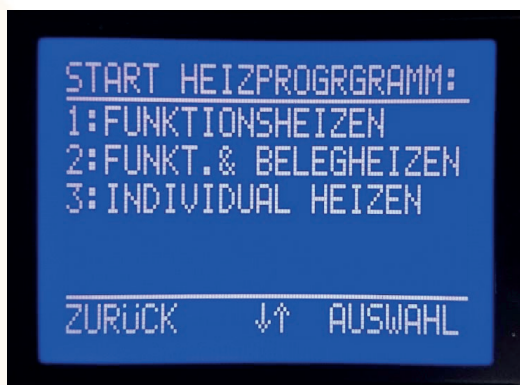 START HEIZPROGRGRAMM:
1:FUNKTIONSHEIZEN
2:FUNKT.& BELEGHEIZEN
3:INDIVIDUAL HEIZEN
ZURüCK ↓↑ AUSWAHL